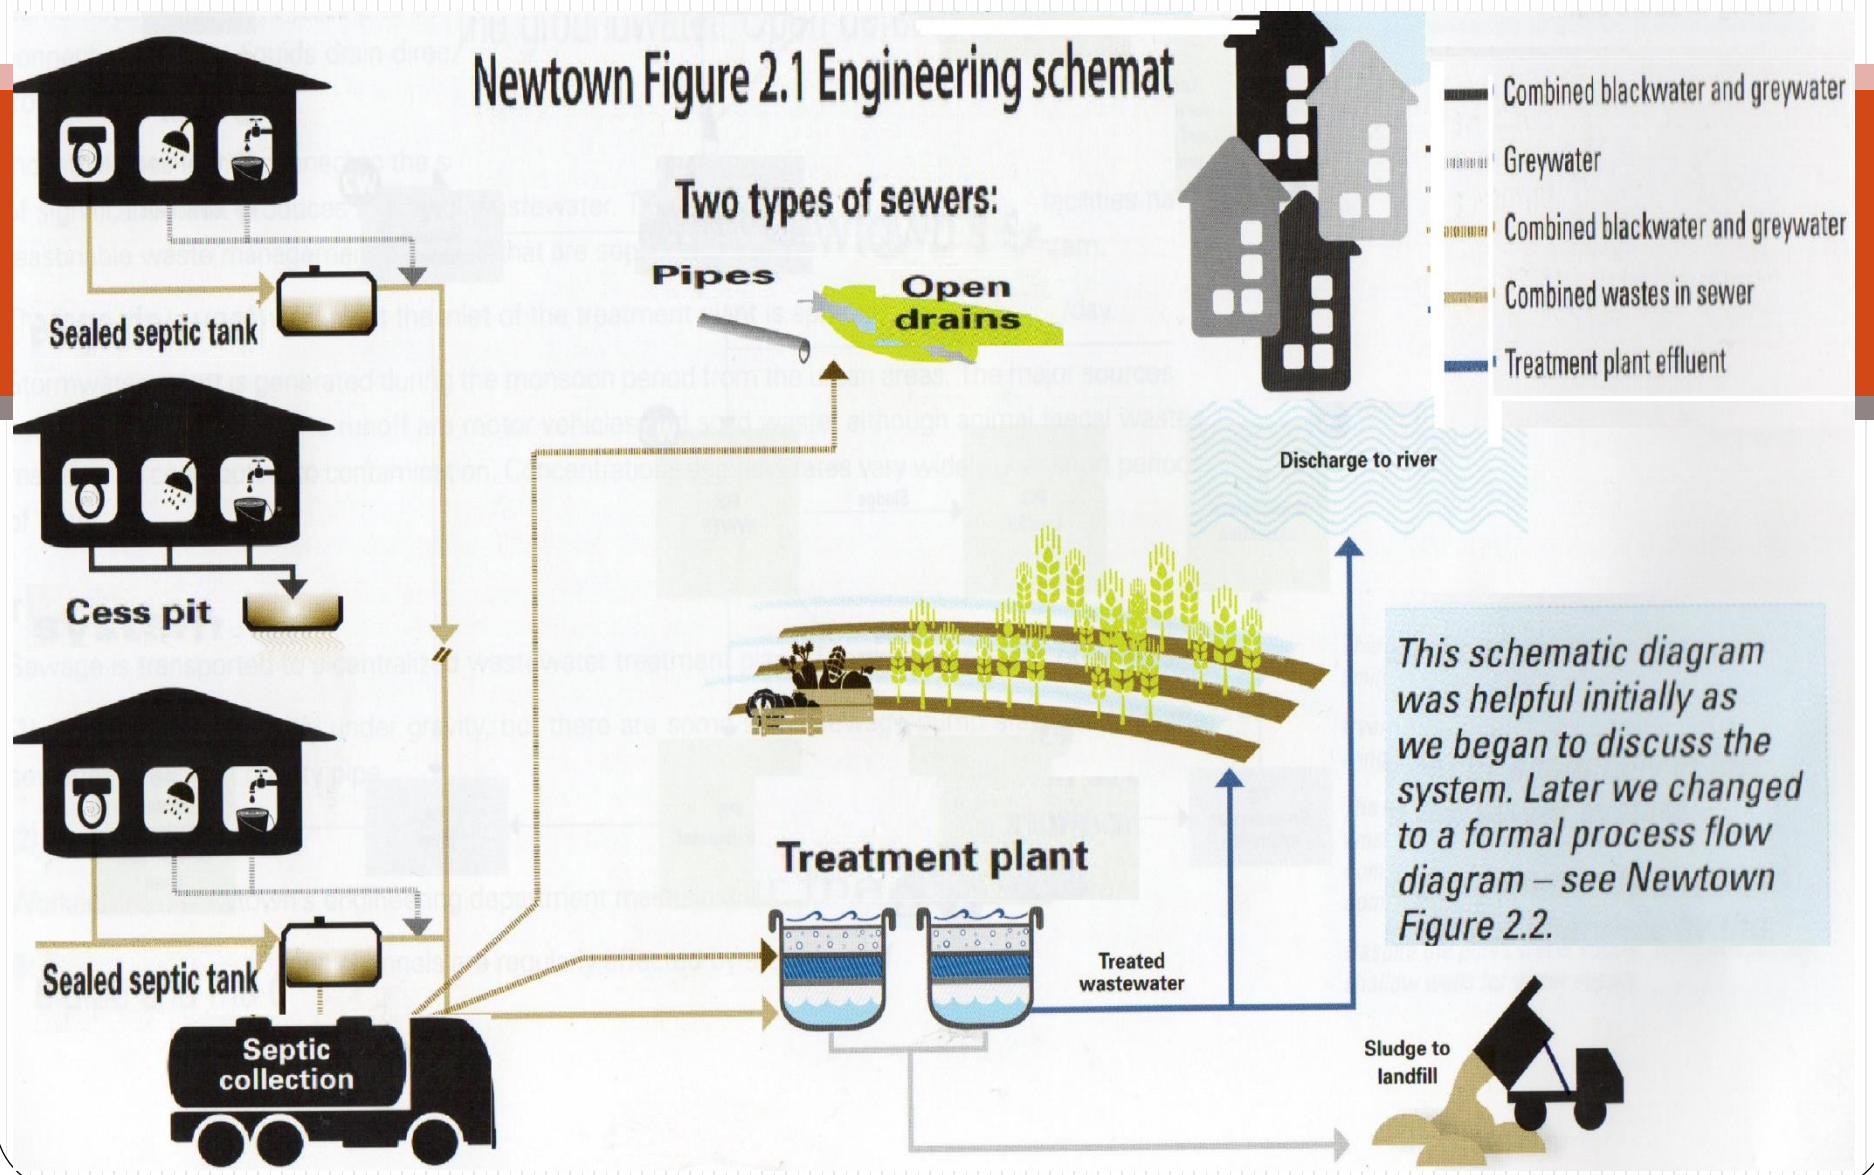 Newtown Figure 2.1 Engineering schemat
Combined blackwater and greywater
Greywater
Combined blackwater and greywater
Combined wastes in sewer
Treatment plant effluent
Two types of sewers:
Pipes
Open
drains
Sealed septic tank
Discharge to river
Cess pit
This schematic diagram
was helpful initially as
we began to discuss the
system. Later we changed
to a formal process flow
diagram – see Newtown
Figure 2.2.
Treatment plant
Sealed septic tank
Treated
wastewater
Septic
collection
Sludge to
landfill